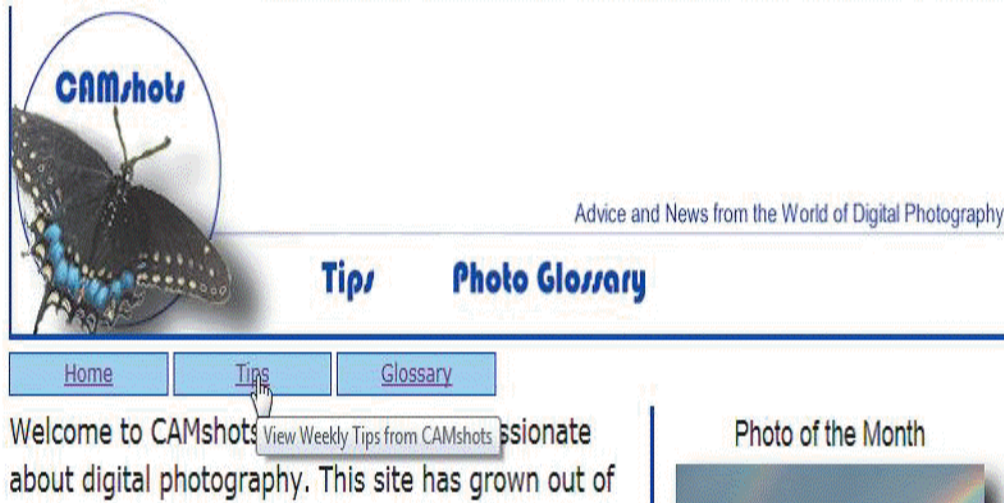 CAMshots
Advice and News from the World of Digital Photography
Tips Photo Glossary
Home Tips Glossary
Welcome to CAMshots ssionate
View Weekly Tips from CAMshots
about digital photography. This site has grown out of
Photo of the Month